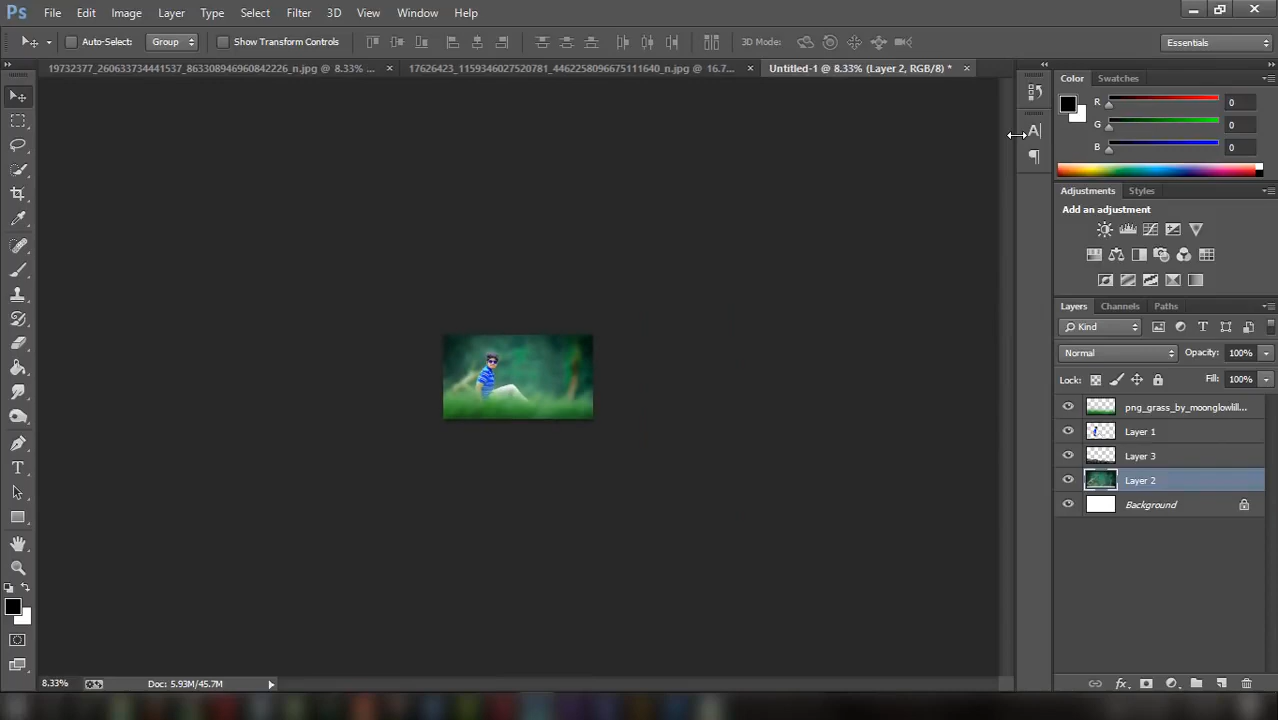 Ps File Edit Image Layer Type Select Filter 3D View Window Help
Auto-Select: Group Show Transform Controls 3D Mode: Essentials
19732377_260633734441537_863308946960842226_n.jpg @ 8.33% ... × 17626423_1159346027520781_4462258096675111640_n.jpg @ 16.7... × Untitled-1 @ 8.33% (Layer 2, RGB/8) * ×
Color Swatches
R 0
G 0
B 0
Adjustments Styles
Add an adjustment
Layers Channels Paths
Kind
Normal Opacity: 100%
Lock: Fill: 100%
png_grass_by_moonglowlill...
Layer 1
Layer 3
Layer 2
Background
8.33% Doc: 5.93M/45.7M